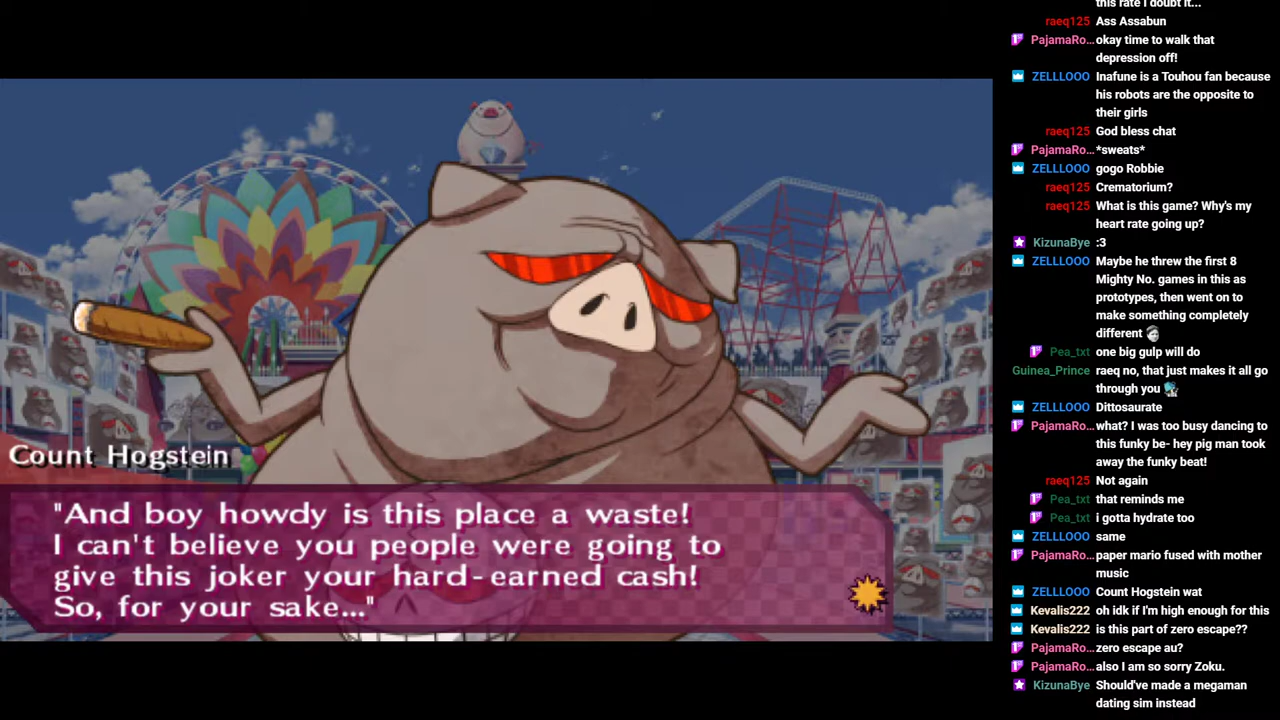 Count Hogstein
"And boy howdy is this place a waste!
I can't believe you people were going to
give this joker your hard-earned cash!
So, for your sake..."
this rate I doubt it...
raeq125 Ass Assabun
PajamaRo... okay time to walk that
depression off!
ZELLLOOO Inafune is a Touhou fan because
his robots are the opposite to
their girls
raeq125 God bless chat
PajamaRo... *sweats*
ZELLLOOO gogo Robbie
raeq125 Crematorium?
raeq125 What is this game? Why's my
heart rate going up?
KizunaBye :3
ZELLLOOO Maybe he threw the first 8
Mighty No. games in this as
prototypes, then went on to
make something completely
different
Pea_txt one big gulp will do
Guinea_Prince raeq no, that just makes it all go
through you
ZELLLOOO Dittosaurate
PajamaRo... what? I was too busy dancing to
this funky be- hey pig man took
away the funky beat!
raeq125 Not again
Pea_txt that reminds me
Pea_txt i gotta hydrate too
ZELLLOOO same
PajamaRo... paper mario fused with mother
music
ZELLLOOO Count Hogstein wat
Kevalis222 oh idk if I'm high enough for this
Kevalis222 is this part of zero escape??
PajamaRo... zero escape au?
PajamaRo... also I am so sorry Zoku.
KizunaBye Should've made a megaman
dating sim instead